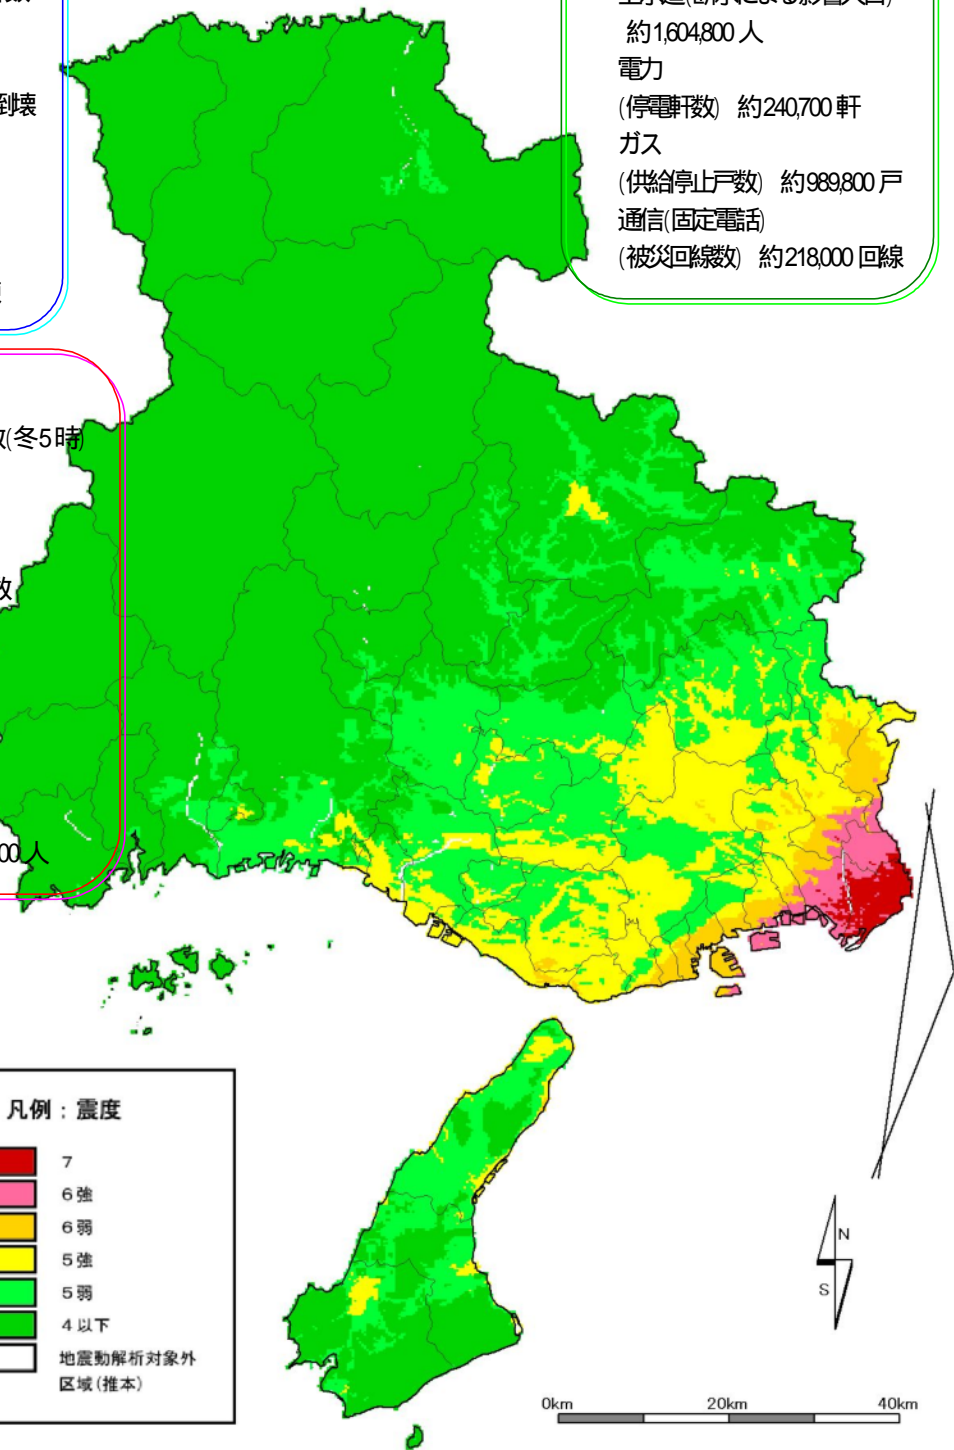 約1,604,800 人
電力
(停電軒数) 約240,700 軒
ガス
(供給停止戸数) 約989,800 戸
通信(固定電話)
(被災回線数) 約218,000 回線
倒壊
(冬5時)
00人
凡例：震度
7
6強
6弱
5強
5弱
4以下
地震動解析対象外
区域(推本)
N
S
0km 20km 40km